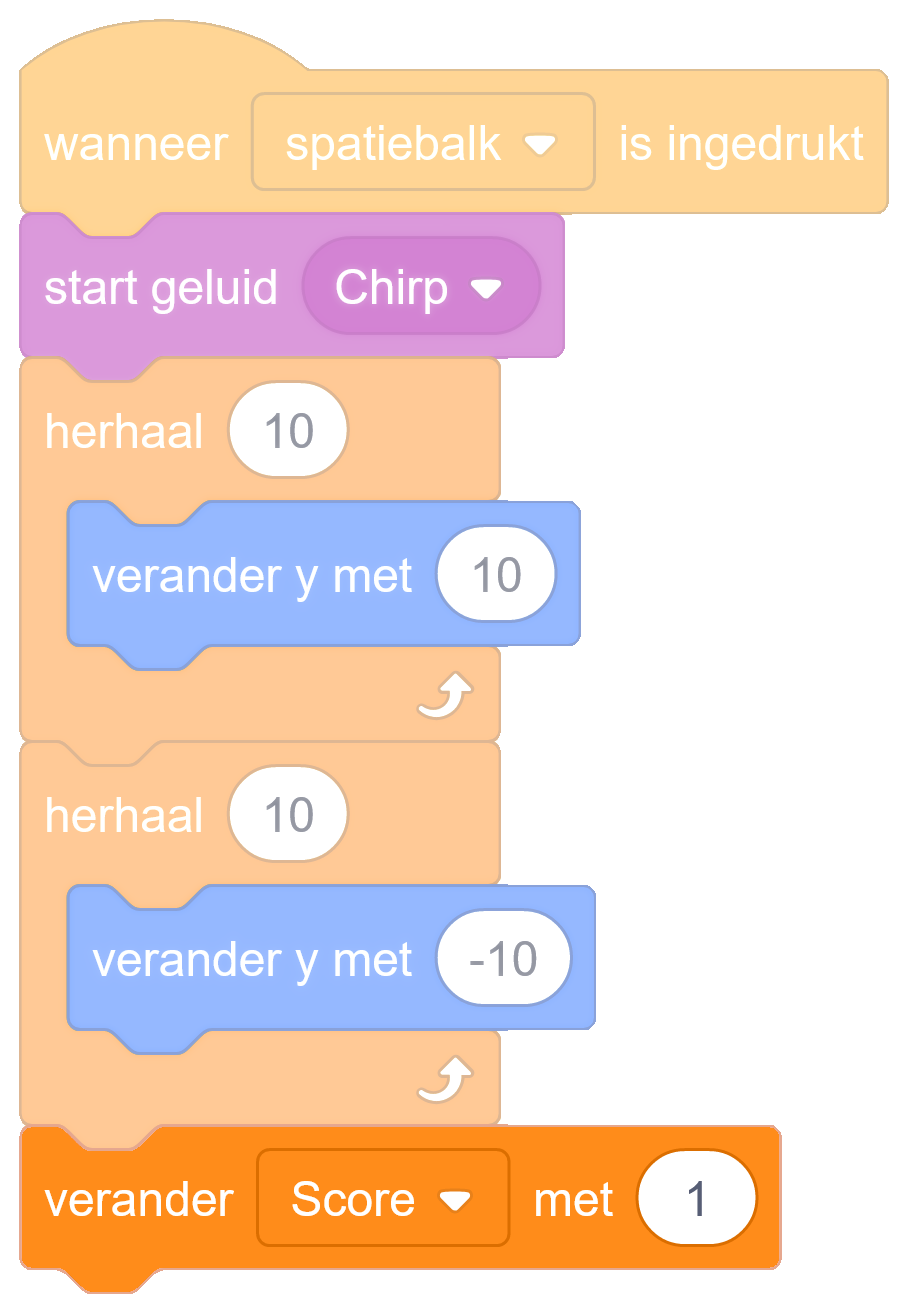 wanneer spatiebalk is ingedrukt
start geluid Chirp
herhaal 10
verander y met 10
herhaal 10
verander y met -10
verander Score met 1